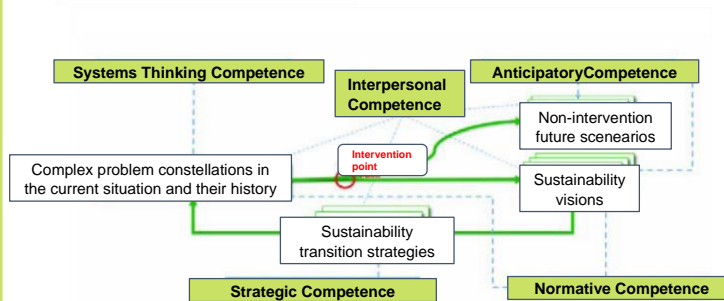 Systems Thinking Competence
Interpersonal
Competence
AnticipatoryCompetence
Non-intervention
future scenearios
Intervention
point
Complex problem constellations in
the current situation and their history
Sustainability
visions
Sustainability
transition strategies
Strategic Competence
Normative Competence